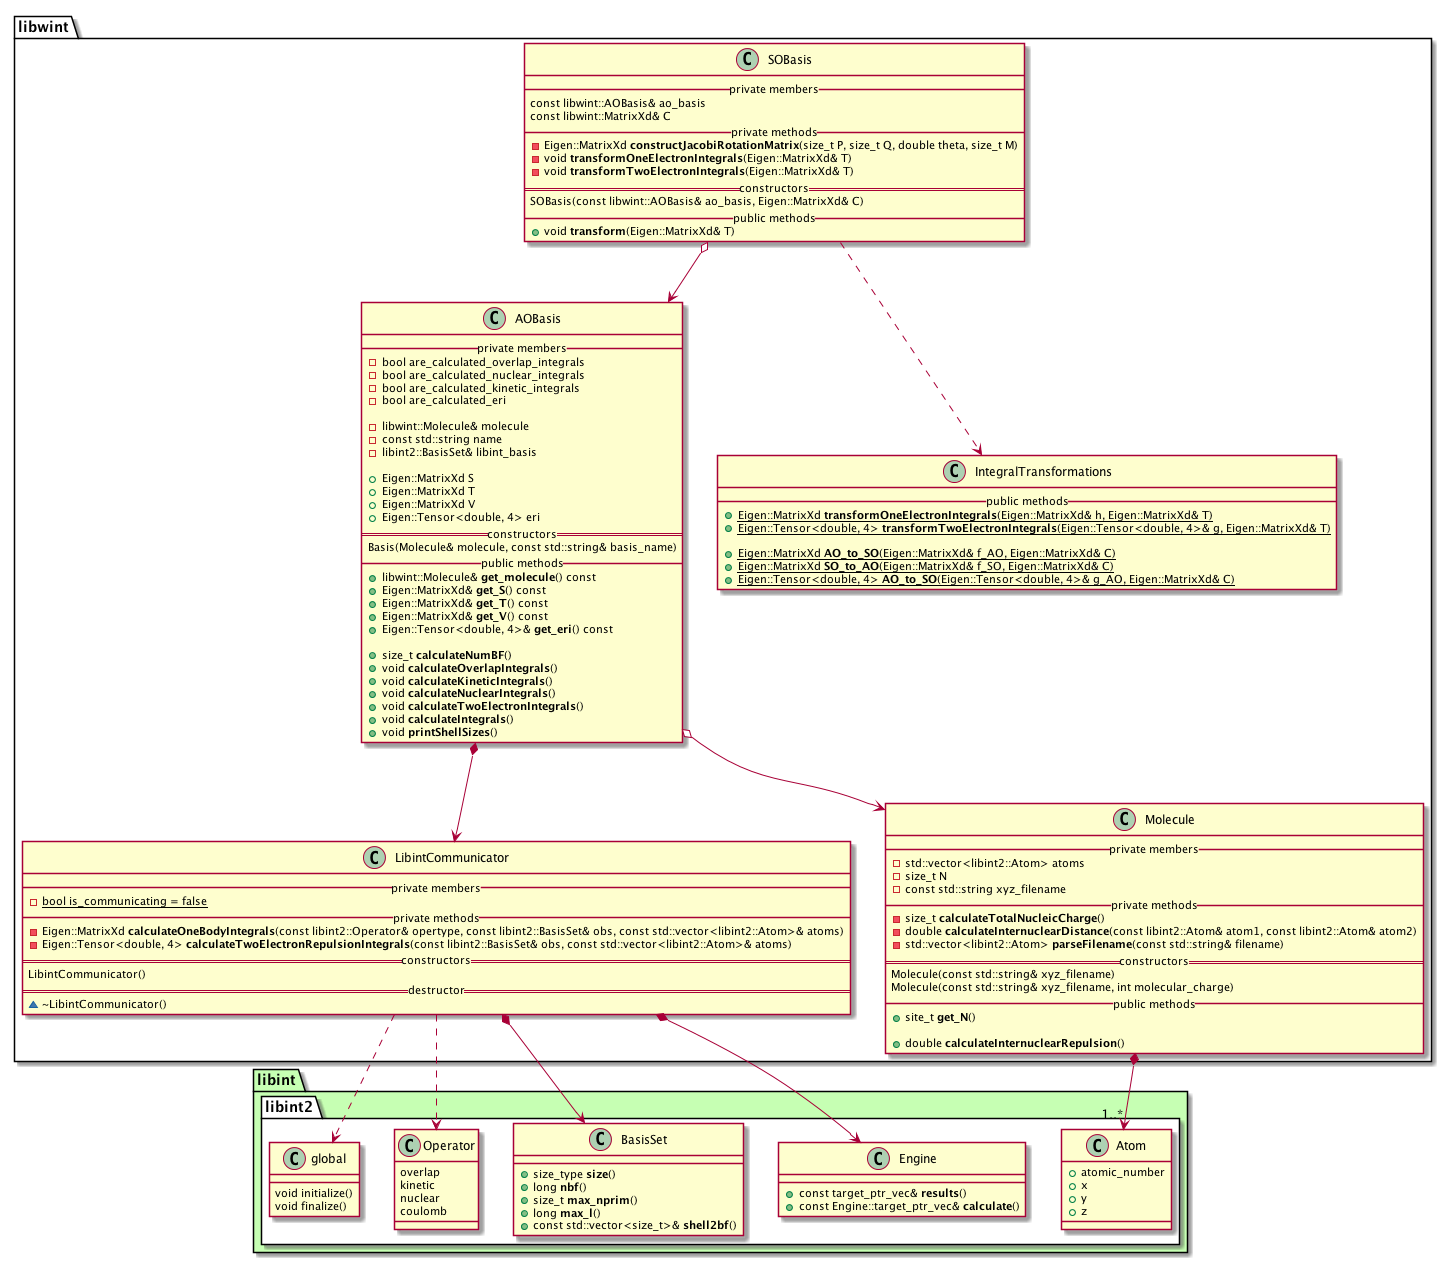 libwint
C SOBasis
private members
const libwint::AOBasis& ao_basis
const libwint::MatrixXd& C
private methods
Eigen::MatrixXd constructJacobiRotationMatrix(size_t P, size_t Q, double theta, size_t M)
void transformOneElectronIntegrals(Eigen::MatrixXd& T)
void transformTwoElectronIntegrals(Eigen::MatrixXd& T)
constructors
SOBasis(const libwint::AOBasis& ao_basis, Eigen::MatrixXd& C)
public methods
void transform(Eigen::MatrixXd& T)
C AOBasis
private members
bool are_calculated_overlap_integrals
bool are_calculated_nuclear_integrals
bool are_calculated_kinetic_integrals
bool are_calculated_eri
libwint::Molecule& molecule
const std::string name
libint2::BasisSet& libint_basis
Eigen::MatrixXd S
Eigen::MatrixXd T
Eigen::MatrixXd V
Eigen::Tensor<double, 4> eri
constructors
Basis(Molecule& molecule, const std::string& basis_name)
public methods
libwint::Molecule& get_molecule() const
Eigen::MatrixXd& get_S() const
Eigen::MatrixXd& get_T() const
Eigen::MatrixXd& get_V() const
Eigen::Tensor<double, 4>& get_eri() const
size_t calculateNumBF()
void calculateOverlapIntegrals()
void calculateKineticIntegrals()
void calculateNuclearIntegrals()
void calculateTwoElectronIntegrals()
void calculateIntegrals()
void printShellSizes()
C IntegralTransformations
public methods
Eigen::MatrixXd transformOneElectronIntegrals(Eigen::MatrixXd& h, Eigen::MatrixXd& T)
Eigen::Tensor<double, 4> transformTwoElectronIntegrals(Eigen::Tensor<double, 4>& g, Eigen::MatrixXd& T)
Eigen::MatrixXd AO_to_SO(Eigen::MatrixXd& f_AO, Eigen::MatrixXd& C)
Eigen::MatrixXd SO_to_AO(Eigen::MatrixXd& f_SO, Eigen::MatrixXd& C)
Eigen::Tensor<double, 4> AO_to_SO(Eigen::Tensor<double, 4>& g_AO, Eigen::MatrixXd& C)
C LibintCommunicator
private members
bool is_communicating = false
private methods
Eigen::MatrixXd calculateOneBodyIntegrals(const libint2::Operator& opertype, const libint2::BasisSet& obs, const std::vector<libint2::Atom>& atoms)
Eigen::Tensor<double, 4> calculateTwoElectronRepulsionIntegrals(const libint2::BasisSet& obs, const std::vector<libint2::Atom>& atoms)
constructors
LibintCommunicator()
destructor
~LibintCommunicator()
C Molecule
private members
std::vector<libint2::Atom> atoms
size_t N
const std::string xyz_filename
private methods
size_t calculateTotalNucleicCharge()
double calculateInternuclearDistance(const libint2::Atom& atom1, const libint2::Atom& atom2)
std::vector<libint2::Atom> parseFilename(const std::string& filename)
constructors
Molecule(const std::string& xyz_filename)
Molecule(const std::string& xyz_filename, int molecular_charge)
public methods
site_t get_N()
double calculateInternuclearRepulsion()
libint
libint2
1..*
C global
void initialize()
void finalize()
C Operator
overlap
kinetic
nuclear
coulomb
C BasisSet
size_type size()
long nbf()
size_t max_nprim()
long max_l()
const std::vector<size_t>& shell2bf()
C Engine
const target_ptr_vec& results()
const Engine::target_ptr_vec& calculate()
C Atom
atomic_number
x
y
z